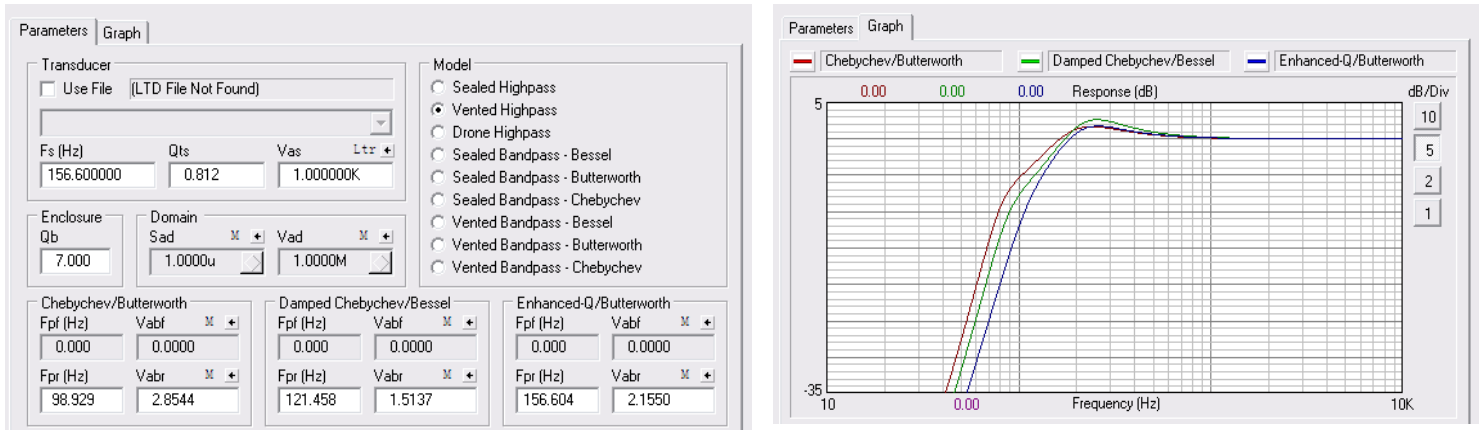 Parameters Graph
Transducer
Use File (LTD File Not Found)
Fs (Hz) Qts Vas Ltr
156.600000 0.812 1.000000K
Enclosure
Qb
7.000
Domain
Sad M Vad M
1.0000u 1.0000M
Model
Sealed Highpass
Vented Highpass
Drone Highpass
Sealed Bandpass - Bessel
Sealed Bandpass - Butterworth
Sealed Bandpass - Chebychev
Vented Bandpass - Bessel
Vented Bandpass - Butterworth
Vented Bandpass - Chebychev
Chebychev/Butterworth
Fpf (Hz) Vabf M
0.000 0.0000
Fpr (Hz) Vabr M
98.929 2.8544
Damped Chebychev/Bessel
Fpf (Hz) Vabf M
0.000 0.0000
Fpr (Hz) Vabr M
121.458 1.5137
Enhanced-Q/Butterworth
Fpf (Hz) Vabf M
0.000 0.0000
Fpr (Hz) Vabr M
156.604 2.1550
Parameters Graph
Chebychev/Butterworth Damped Chebychev/Bessel Enhanced-Q/Butterworth
0.00 0.00 0.00 Response (dB) dB/Div
5
10
5
2
1
-35
10 0.00 Frequency (Hz) 10K